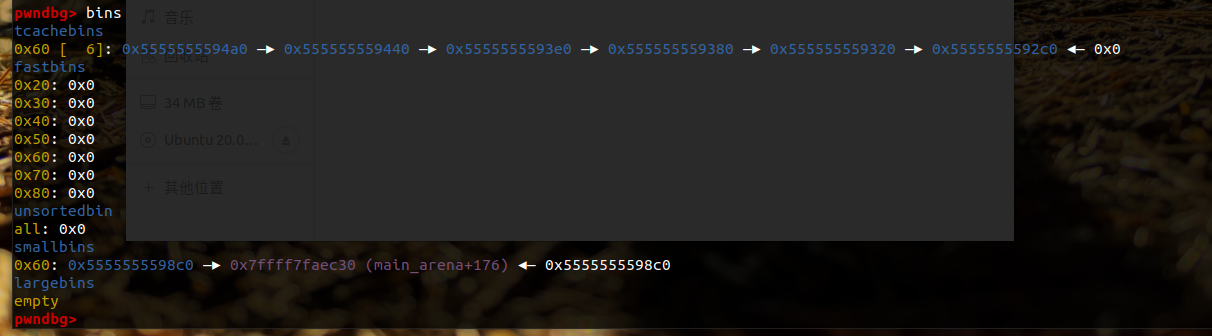 pwndbg> bins
音乐
tcachebins
0x60 [  6]: 0x5555555594a0 —▸ 0x555555559440 —▸ 0x5555555593e0 —▸ 0x555555559380 —▸ 0x555555559320 —▸ 0x5555555592c0 ◂— 0x0
回收站
fastbins
0x20: 0x0
0x30: 0x0
34 MB 卷
0x40: 0x0
0x50: 0x0
Ubuntu 20.0...
0x60: 0x0
0x70: 0x0
0x80: 0x0
其他位置
unsortedbin
all: 0x0
smallbins
0x60: 0x5555555598c0 —▸ 0x7ffff7faec30 (main_arena+176) ◂— 0x5555555598c0
largebins
empty
pwndbg>